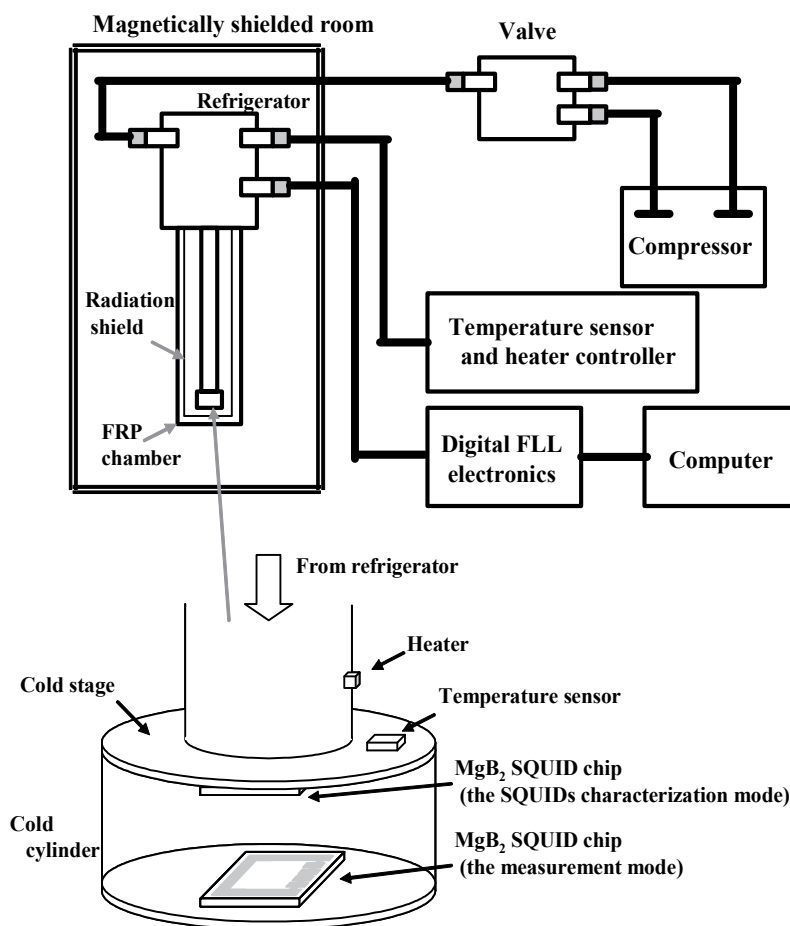 Magnetically shielded room
Valve
Refrigerator
Compressor
Radiation
shield
Temperature sensor
and heater controller
FRP
chamber
Digital FLL
electronics
Computer
From refrigerator
Heater
Cold stage
Temperature sensor
MgB₂ SQUID chip
(the SQUIDs characterization mode)
Cold
cylinder
MgB₂ SQUID chip
(the measurement mode)